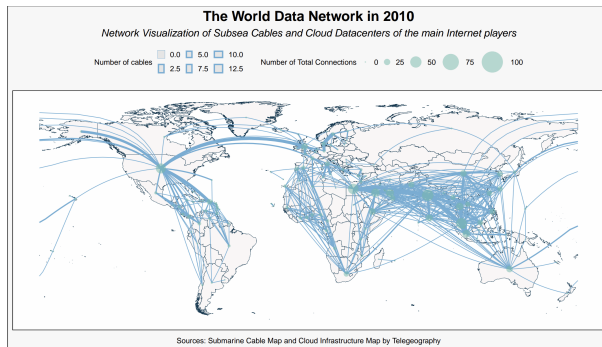 The World Data Network in 2010
Network Visualization of Subsea Cables and Cloud Datacenters of the main Internet players
Number of cables
0.0 5.0 10.0
2.5 7.5 12.5
Number of Total Connections
0 25 50 75 100
Sources: Submarine Cable Map and Cloud Infrastructure Map by Telegeography